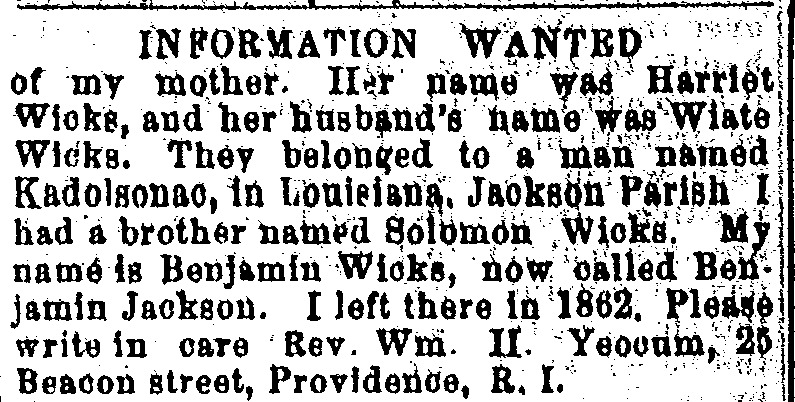 INFORMATION WANTED
of my mother. Her name was Harriet
Wicks, and her husband's name was Wiate
Wicks. They belonged to a man named
Kadolsonac, in Louisiana, Jackson Parish I
had a brother named Solomon Wicks. My
name is Benjamin Wicks, now called Ben-
jamin Jackson. I left there in 1862. Please
write in care Rev. Wm. H. Yeocum, 25
Beacon street, Providence, R. I.